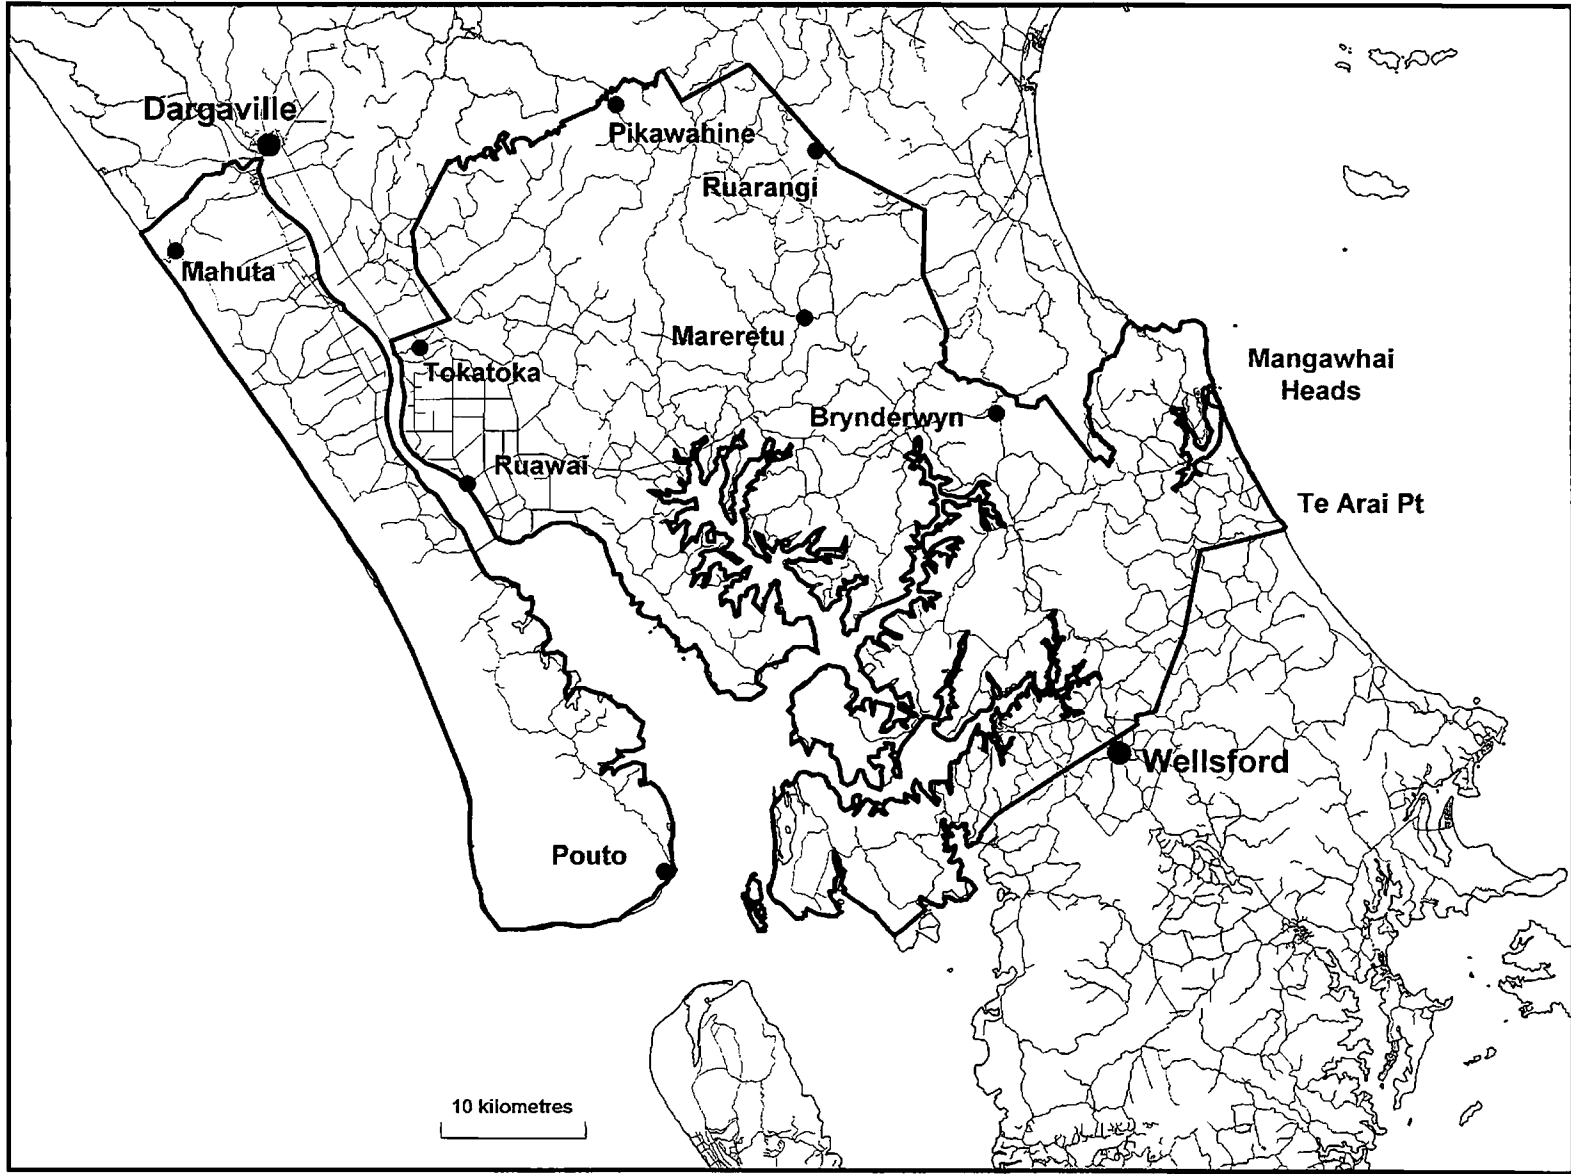 Dargaville
Pikawahine
Ruarangi
Mahuta
Mareretu
Mangawhai
Heads
Tokatoka
Brynderwyn
Ruawai
Te Arai Pt
Wellsford
Pouto
10 kilometres